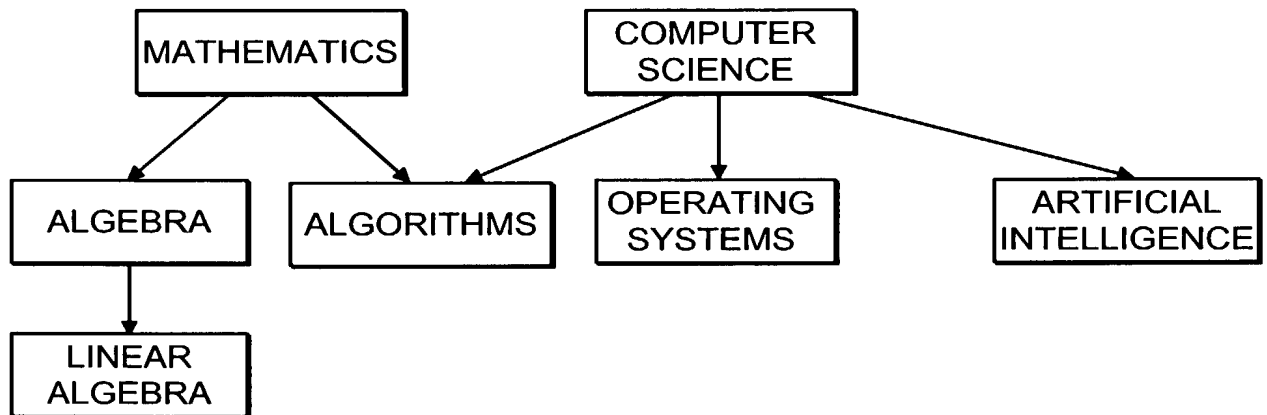 MATHEMATICS
COMPUTER
SCIENCE
ALGEBRA
ALGORITHMS
OPERATING
SYSTEMS
ARTIFICIAL
INTELLIGENCE
LINEAR
ALGEBRA